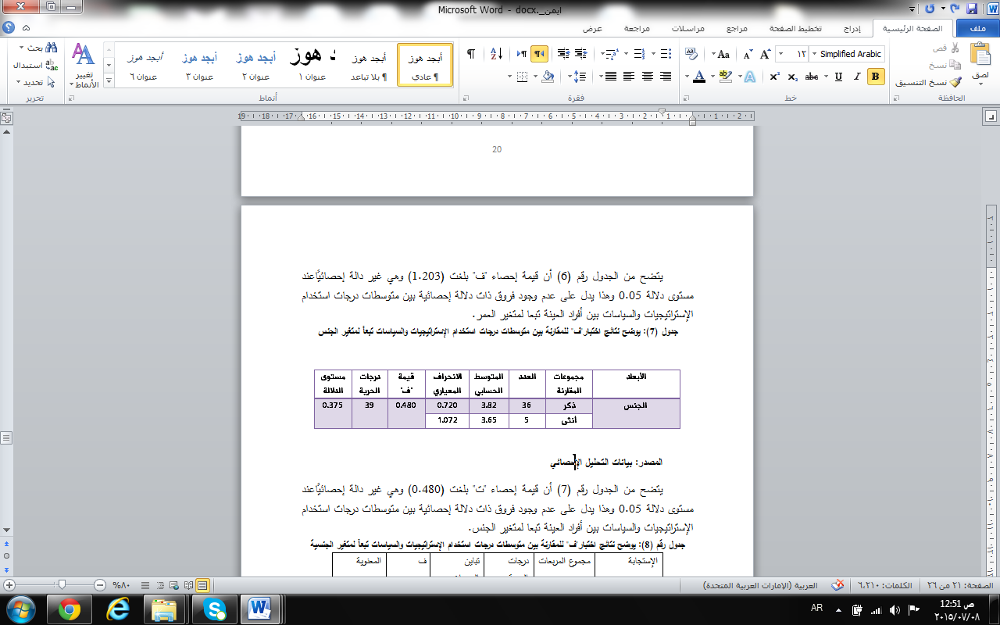 ايمن_.docx - Microsoft Word
ملف الصفحة الرئيسية إدراج تخطيط الصفحة مراجع مراسلات مراجعة عرض
لصق
قص
نسخ
نسخ التنسيق
الحافظة
Simplified Arabic ١٢
خط
فقرة
أبجد هوز
¶ عادي
أبجد هوز
¶ بلا تباعد
د هوز
عنوان ١
أبجد هوز
عنوان ٢
أبجد هوز
عنوان ٣
أبجد هوز
عنوان ٦
أنماط
تغيير الأنماط
بحث
استبدال
تحديد
تحرير
20
يتضح من الجدول رقم (6) أن قيمة إحصاء "ف" بلغت (1.203) وهي غير دالة إحصائيًّاعند
مستوى دلالة 0.05 وهذا يدل على عدم وجود فروق ذات دلالة إحصائية بين متوسطات درجات استخدام
الإستراتيجيات والسياسات بين أفراد العينة تبعا لمتغير العمر.
جدول (7): يوضح نتائج اختبار"ف" للمقارنة بين متوسطات درجات استخدام الإستراتيجيات والسياسات تبعاً لمتغير الجنس
الأبعاد مجموعات المقارنة العدد المتوسط الحسابي الانحراف المعياري قيمة "ف" درجات الحرية مستوى الدلالة
الجنس ذكر 36 3.82 0.720 0.480 39 0.375
أنثى 5 3.65 1.072
المصدر: بيانات التحليل الإحصائي
يتضح من الجدول رقم (7) أن قيمة إحصاء "ت" بلغت (0.480) وهي غير دالة إحصائيًّاعند
مستوى دلالة 0.05 وهذا يدل على عدم وجود فروق ذات دلالة إحصائية بين متوسطات درجات استخدام
الإستراتيجيات والسياسات بين أفراد العينة تبعا لمتغير الجنس.
جدول رقم (8): يوضح نتائج اختبار"ف" للمقارنة بين متوسطات درجات استخدام الإستراتيجيات والسياسات تبعاً لمتغير الجنسية
الإستجابة مجموع المربعات درجات تباين ف المعنوية
الصفحة: ٢١ من ٢٦ الكلمات: ٦.٢١٠ العربية (الإمارات العربية المتحدة) ٨٠%
AR
12:51 ص
٢٠١٥/٠٧/٠٨